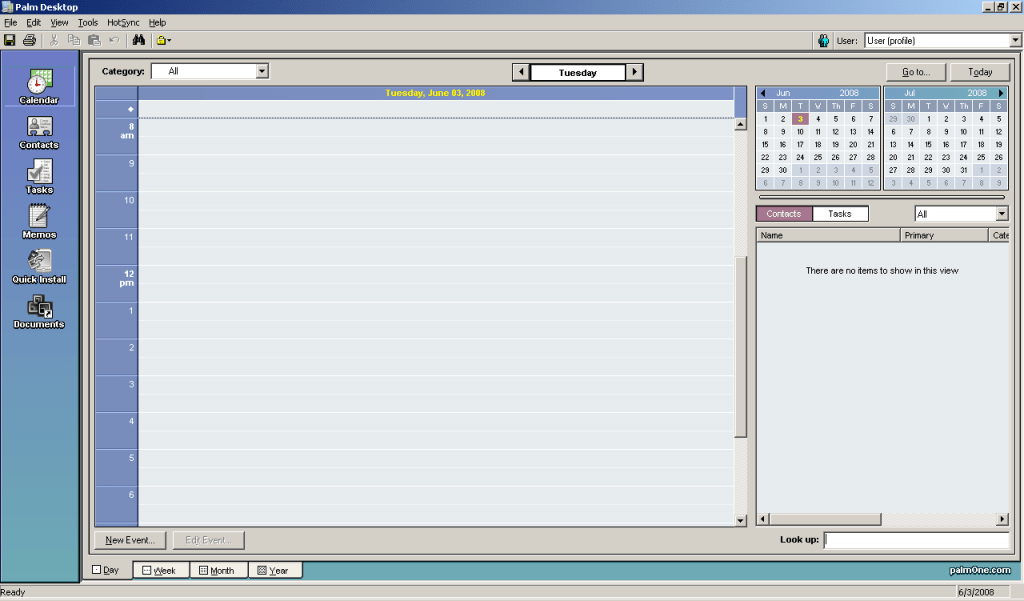 Palm Desktop
File Edit View Tools HotSync Help
User: User (profile)
Calendar
Contacts
Tasks
Memos
Quick Install
Documents
Category: All
Tuesday
Go to... Today
Tuesday, June 03, 2008
8 am
9
10
11
12 pm
1
2
3
4
5
6
Jun 2008
S M T W Th F S
1 2 3 4 5 6 7
8 9 10 11 12 13 14
15 16 17 18 19 20 21
22 23 24 25 26 27 28
29 30 1 2 3 4 5
6 7 8 9 10 11 12
Jul 2008
S M T W Th F S
29 30 1 2 3 4 5
6 7 8 9 10 11 12
13 14 15 16 17 18 19
20 21 22 23 24 25 26
27 28 29 30 31 1 2
3 4 5 6 7 8 9
Contacts Tasks All
Name Primary Cate
There are no items to show in this view
New Event... Edit Event...
Look up:
Day Week Month Year
palmOne.com
Ready 6/3/2008